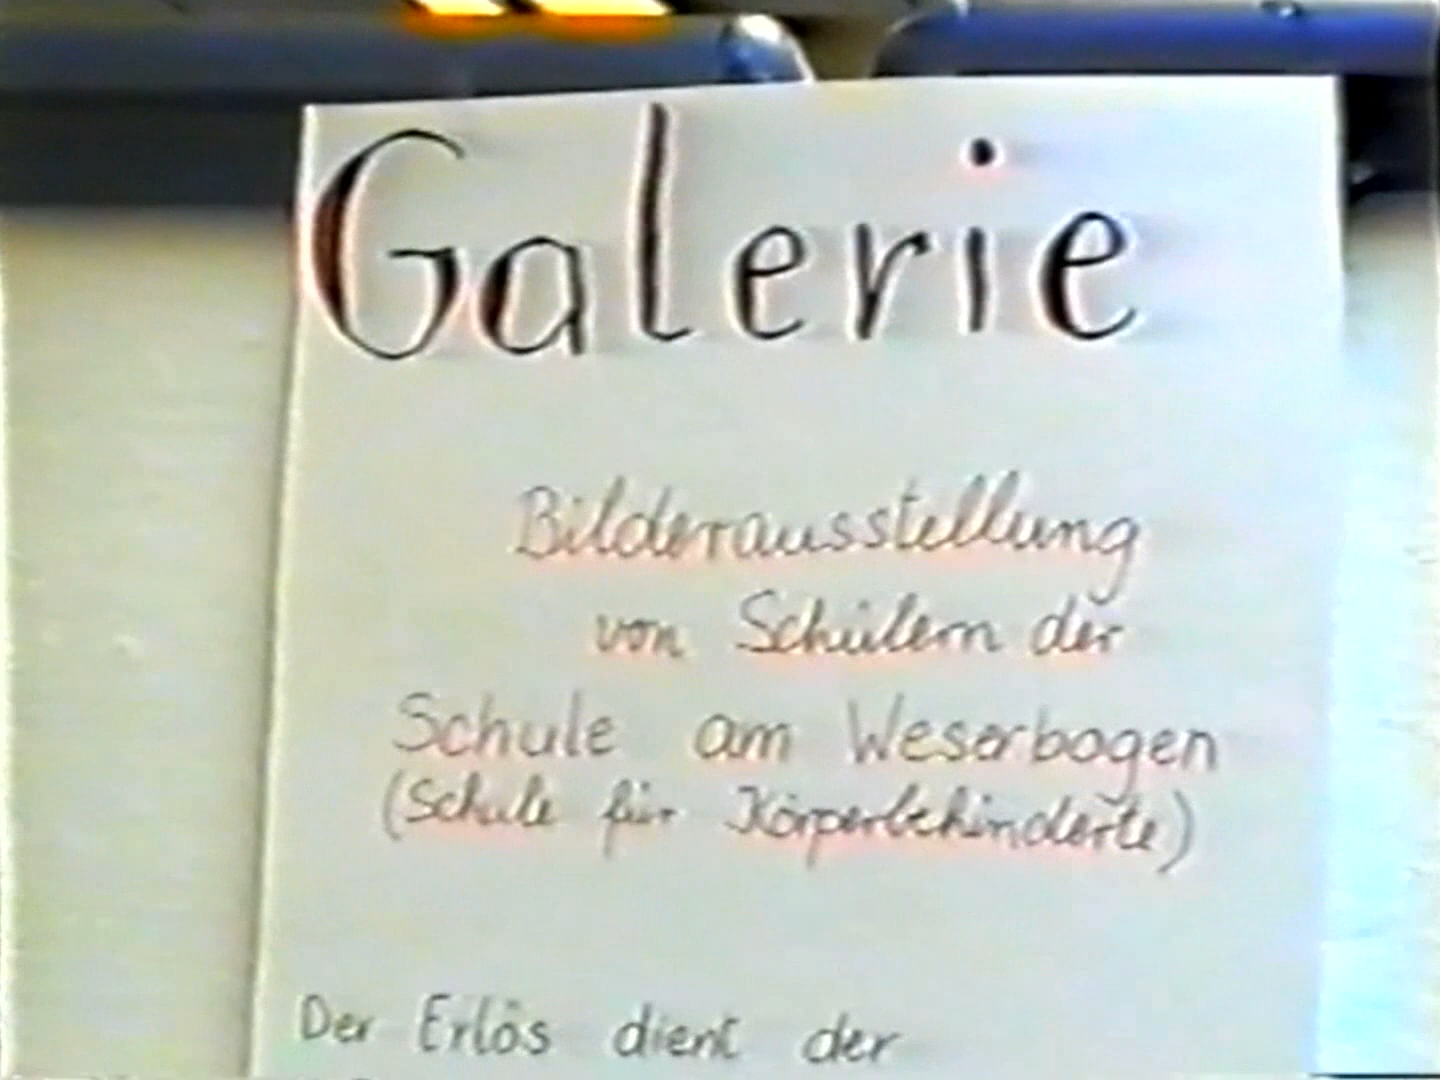 Galerie
Bilderausstellung
von Schülern der
Schule am Weserbogen
(Schule für Körperbehinderte)
Der Erlös dient der